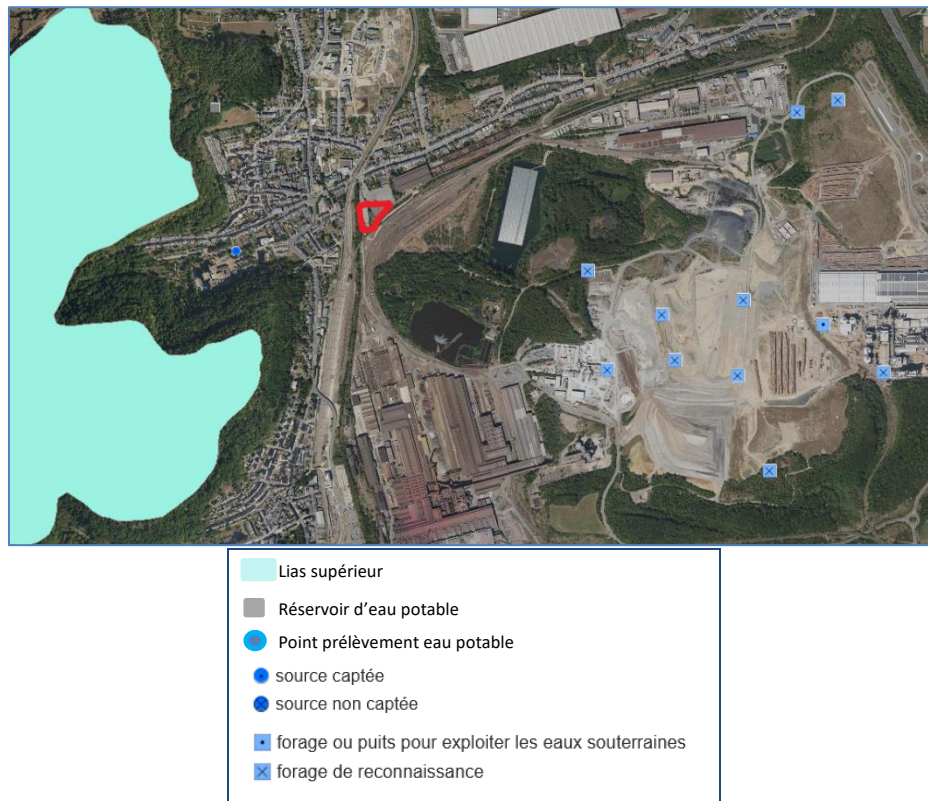 Lias supérieur
Réservoir d'eau potable
Point prélèvement eau potable
source captée
source non captée
forage ou puits pour exploiter les eaux souterraines
forage de reconnaissance